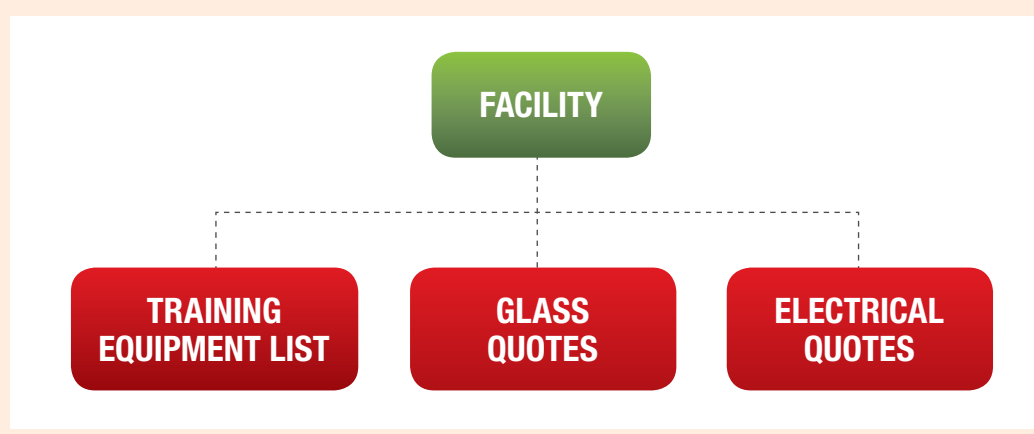 FACILITY
TRAINING
EQUIPMENT LIST
GLASS
QUOTES
ELECTRICAL
QUOTES